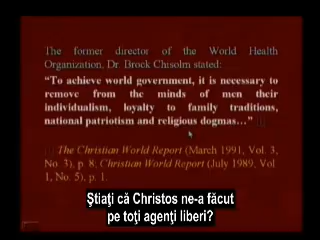 The former director of the World Health
Organization, Dr. Brock Chisolm stated:
“To achieve world government, it is necessary to
remove from the minds of men their
individualism, loyalty to family traditions,
national patriotism and religious dogmas…”
The Christian World Report (March 1991, Vol. 3,
No. 3), p. 8; Christian World Report (July 1989, Vol.
1, No. 5), p. 1.
Ştiaţi că Christos ne-a făcut
pe toţi agenţi liberi?